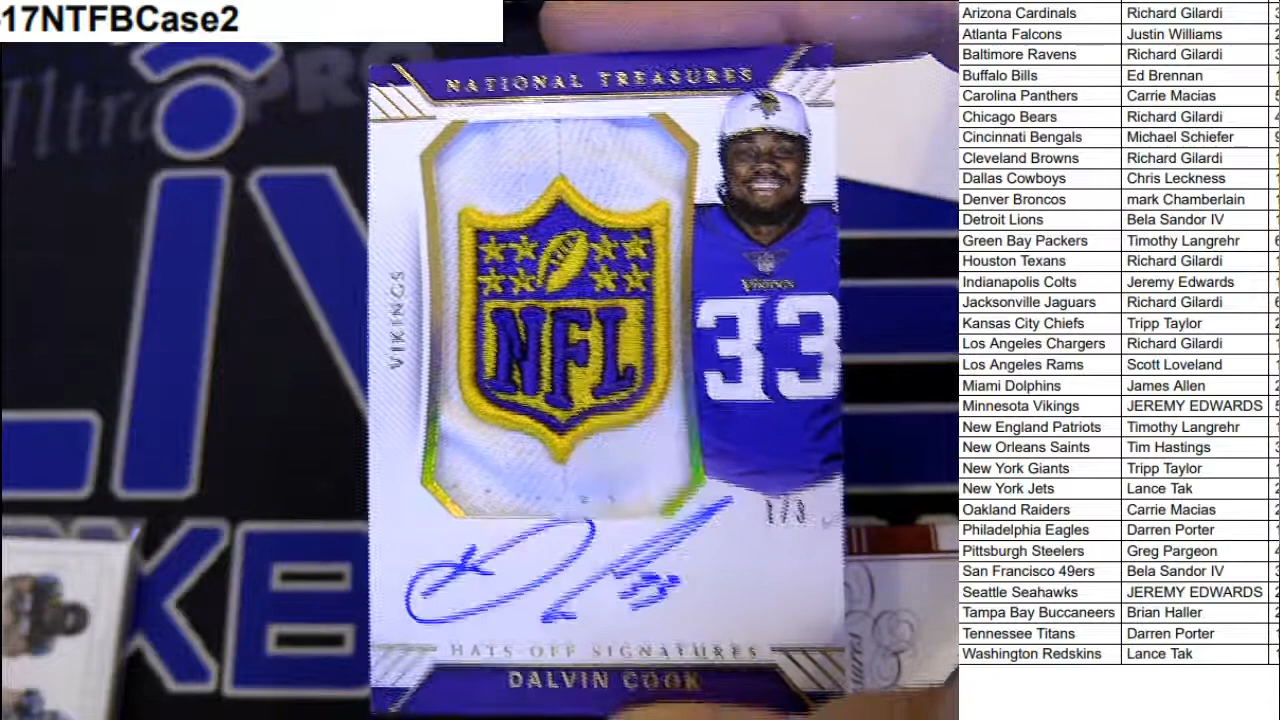 17NTFBCase2
NATIONAL TREASURES
VIKINGS
NFL
VIKINGS
33
1/3
33
HATS OFF SIGNATURES
DALVIN COOK
Arizona Cardinals Richard Gilardi
Atlanta Falcons Justin Williams
Baltimore Ravens Richard Gilardi
Buffalo Bills Ed Brennan
Carolina Panthers Carrie Macias
Chicago Bears Richard Gilardi
Cincinnati Bengals Michael Schiefer
Cleveland Browns Richard Gilardi
Dallas Cowboys Chris Leckness
Denver Broncos mark Chamberlain
Detroit Lions Bela Sandor IV
Green Bay Packers Timothy Langrehr
Houston Texans Richard Gilardi
Indianapolis Colts Jeremy Edwards
Jacksonville Jaguars Richard Gilardi
Kansas City Chiefs Tripp Taylor
Los Angeles Chargers Richard Gilardi
Los Angeles Rams Scott Loveland
Miami Dolphins James Allen
Minnesota Vikings JEREMY EDWARDS
New England Patriots Timothy Langrehr
New Orleans Saints Tim Hastings
New York Giants Tripp Taylor
New York Jets Lance Tak
Oakland Raiders Carrie Macias
Philadelphia Eagles Darren Porter
Pittsburgh Steelers Greg Pargeon
San Francisco 49ers Bela Sandor IV
Seattle Seahawks JEREMY EDWARDS
Tampa Bay Buccaneers Brian Haller
Tennessee Titans Darren Porter
Washington Redskins Lance Tak